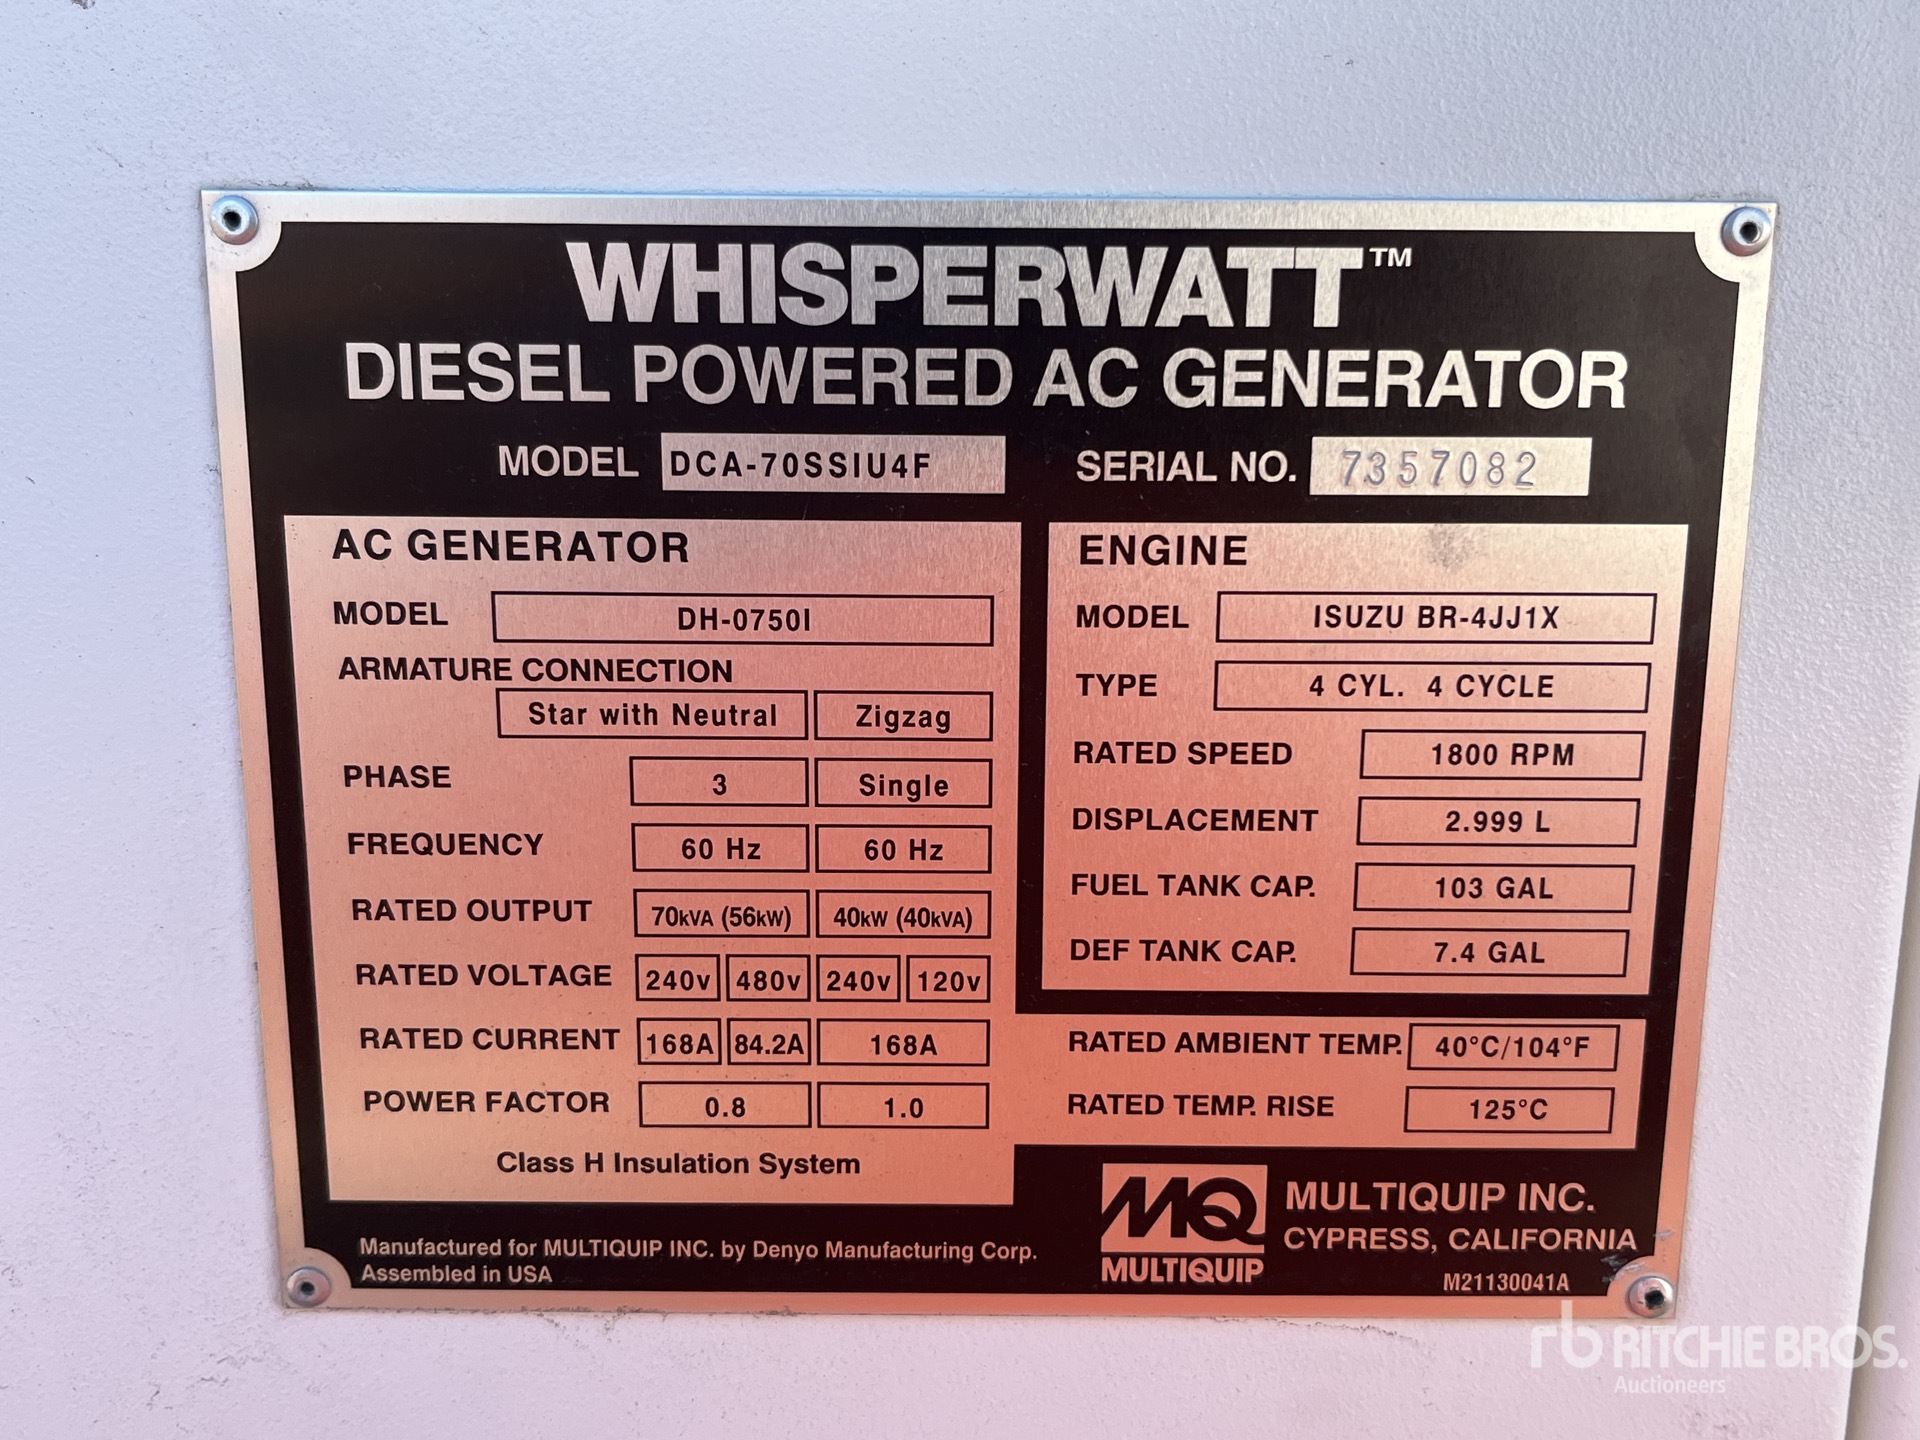 WHISPERWATT™
DIESEL POWERED AC GENERATOR
MODEL DCA-70SSIU4F SERIAL NO. 7357082
AC GENERATOR
MODEL DH-0750I
ARMATURE CONNECTION
Star with Neutral Zigzag
PHASE 3 Single
FREQUENCY 60 Hz 60 Hz
RATED OUTPUT 70kVA (56kW) 40kW (40kVA)
RATED VOLTAGE 240v 480v 240v 120v
RATED CURRENT 168A 84.2A 168A
POWER FACTOR 0.8 1.0
Class H Insulation System
ENGINE
MODEL ISUZU BR-4JJ1X
TYPE 4 CYL. 4 CYCLE
RATED SPEED 1800 RPM
DISPLACEMENT 2.999 L
FUEL TANK CAP. 103 GAL
DEF TANK CAP. 7.4 GAL
RATED AMBIENT TEMP. 40°C/104°F
RATED TEMP. RISE 125°C
Manufactured for MULTIQUIP INC. by Denyo Manufacturing Corp.
Assembled in USA
MQ
MULTIQUIP
MULTIQUIP INC.
CYPRESS, CALIFORNIA
M21130041A
rb RITCHIE BROS.
Auctioneers